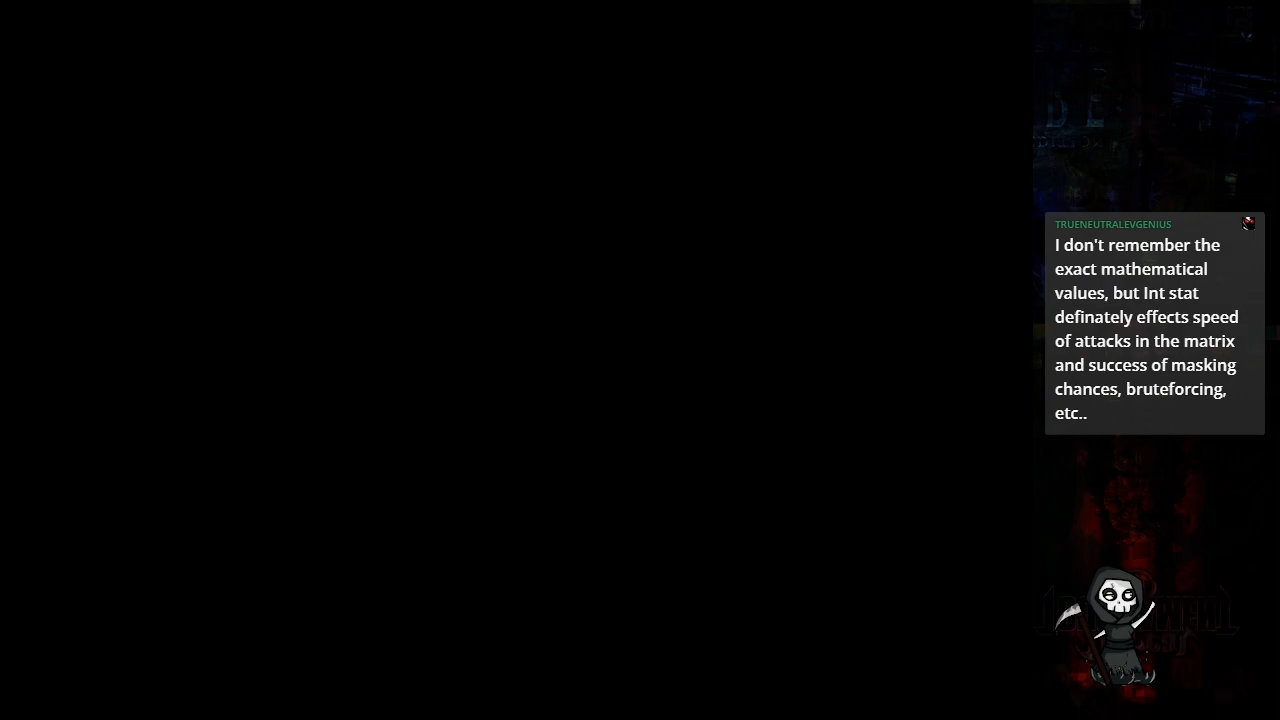 TRUENEUTRALEVGENIUS
I don't remember the
exact mathematical
values, but Int stat
definately effects speed
of attacks in the matrix
and success of masking
chances, bruteforcing,
etc..